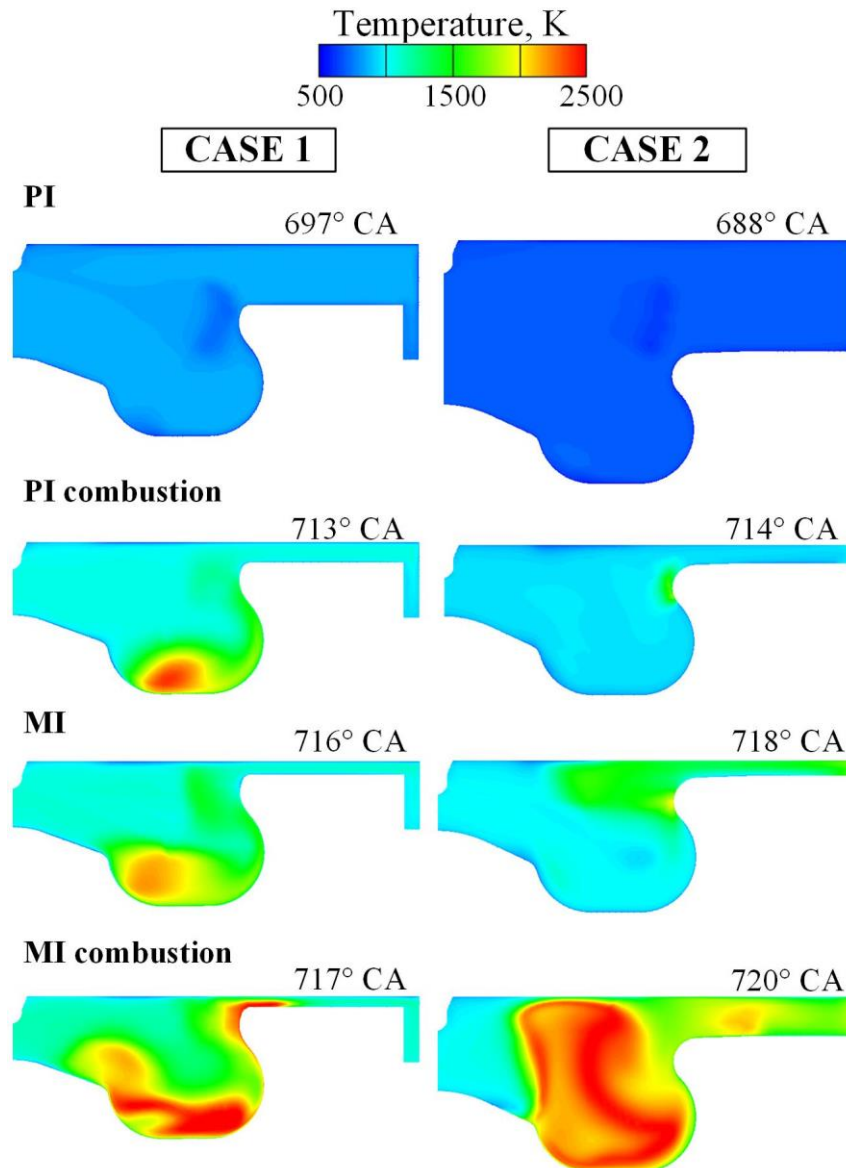 Temperature, K
500 1500 2500
CASE 1 CASE 2
PI
697° CA 688° CA
PI combustion
713° CA 714° CA
MI
716° CA 718° CA
MI combustion
717° CA 720° CA